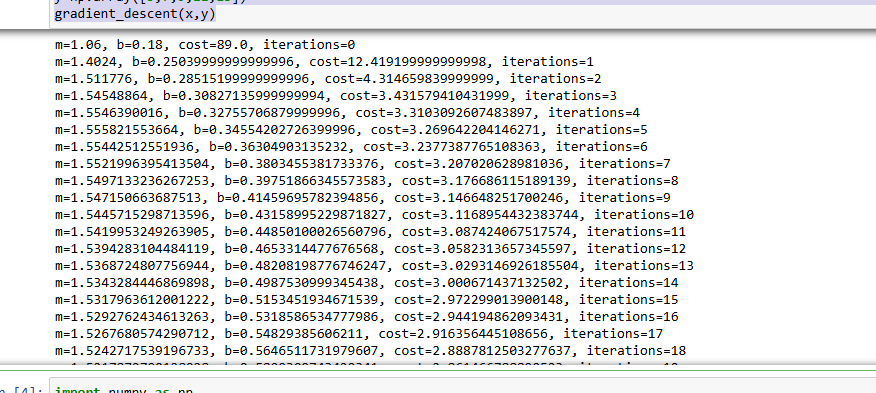 gradient_descent(x,y)
m=1.06, b=0.18, cost=89.0, iterations=0
m=1.4024, b=0.25039999999999996, cost=12.419199999999998, iterations=1
m=1.511776, b=0.28515199999999996, cost=4.314659839999999, iterations=2
m=1.54548864, b=0.30827135999999994, cost=3.431579410431999, iterations=3
m=1.5546390016, b=0.32755706879999996, cost=3.3103092607483897, iterations=4
m=1.555821553664, b=0.34554202726399996, cost=3.269642204146271, iterations=5
m=1.55442512551936, b=0.36304903135232, cost=3.2377387765108363, iterations=6
m=1.5521996395413504, b=0.3803455381733376, cost=3.207020628981036, iterations=7
m=1.5497133236267253, b=0.39751866345573583, cost=3.176686115189139, iterations=8
m=1.547150663687513, b=0.41459695782394856, cost=3.146648251700246, iterations=9
m=1.5445715298713596, b=0.43158995229871827, cost=3.1168954432383744, iterations=10
m=1.5419953249263905, b=0.44850100026560796, cost=3.087424067517574, iterations=11
m=1.5394283104484119, b=0.4653314477676568, cost=3.0582313657345597, iterations=12
m=1.5368724807756944, b=0.48208198776746247, cost=3.0293146926185504, iterations=13
m=1.5343284446869898, b=0.4987530999345438, cost=3.000671437132502, iterations=14
m=1.5317963612001222, b=0.5153451934671539, cost=2.972299013900148, iterations=15
m=1.5292762434613263, b=0.5318586534777986, cost=2.944194862093431, iterations=16
m=1.5267680574290712, b=0.54829385606211, cost=2.916356445108656, iterations=17
m=1.5242717539196733, b=0.5646511731979607, cost=2.8887812503277637, iterations=18
[4]: import numpy as np